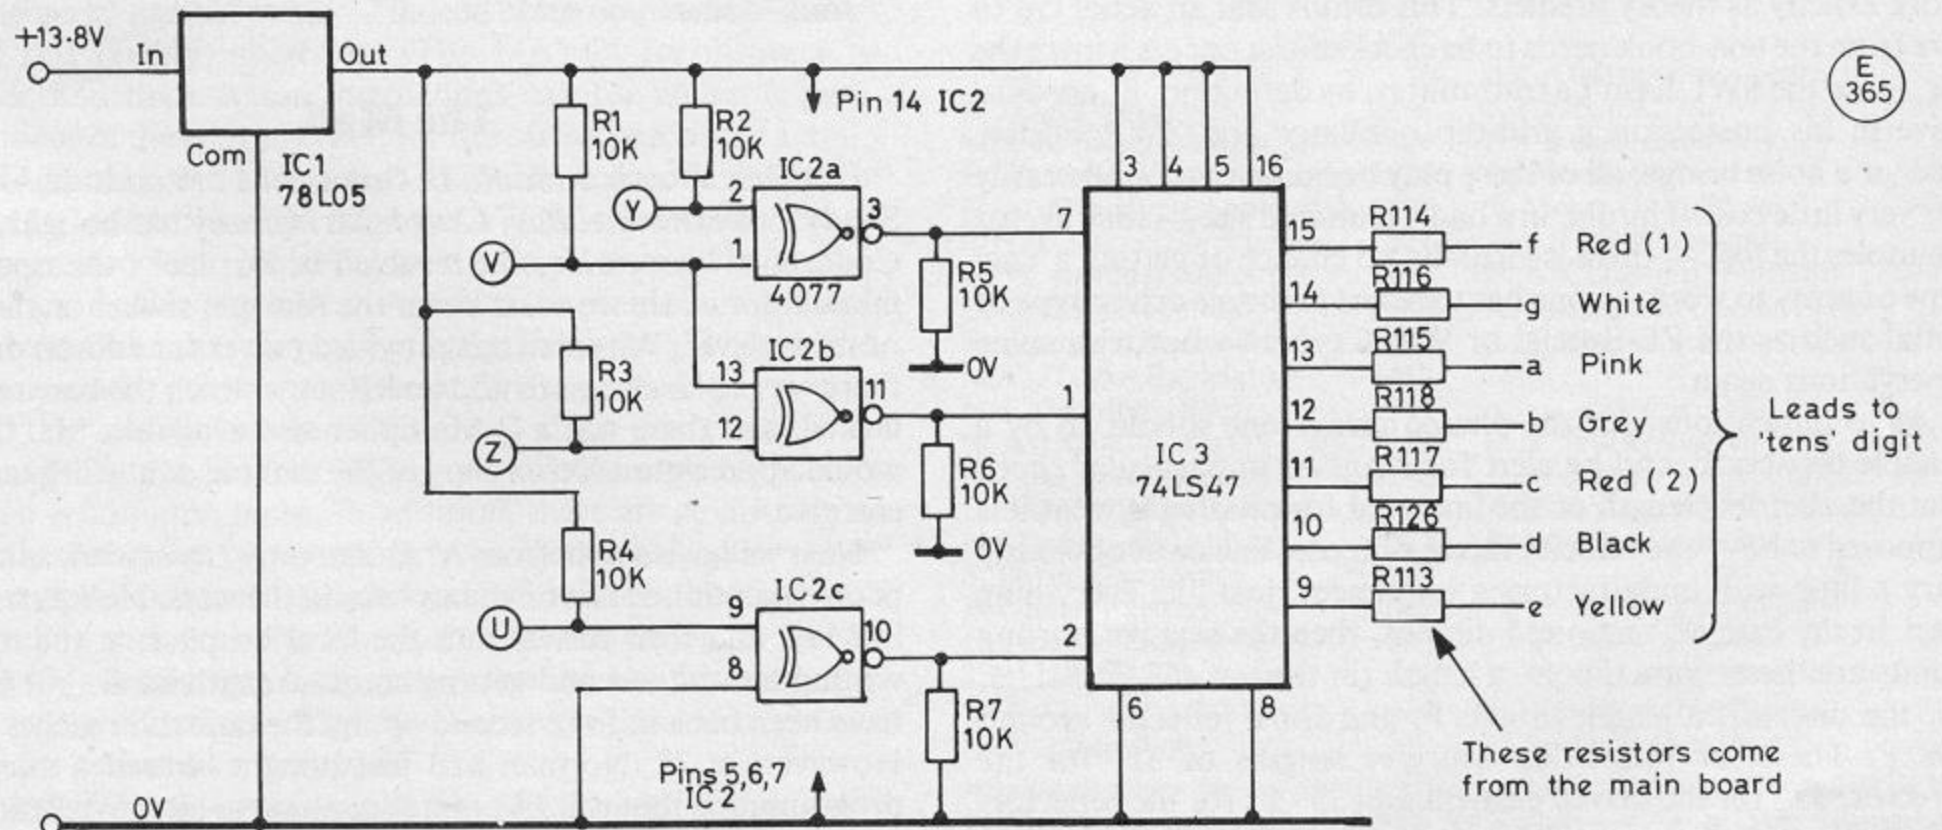 +13·8V
In
Out
Com
IC1
78L05
E
365
Pin 14 IC2
R1
10K
R2
10K
IC2a
Y
2
3
V
1
4077
R5
10K
0V
R3
10K
IC2b
13
11
12
Z
R6
10K
0V
R4
10K
IC2c
U
9
10
8
R7
10K
Pins 5,6,7
IC2
0V
3 4 5 16
7
1
2
IC3
74LS47
6 8
15 R114 f Red (1)
14 R116 g White
13 R115 a Pink
12 R118 b Grey
11 R117 c Red (2)
10 R126 d Black
9 R113 e Yellow
Leads to
'tens' digit
These resistors come
from the main board